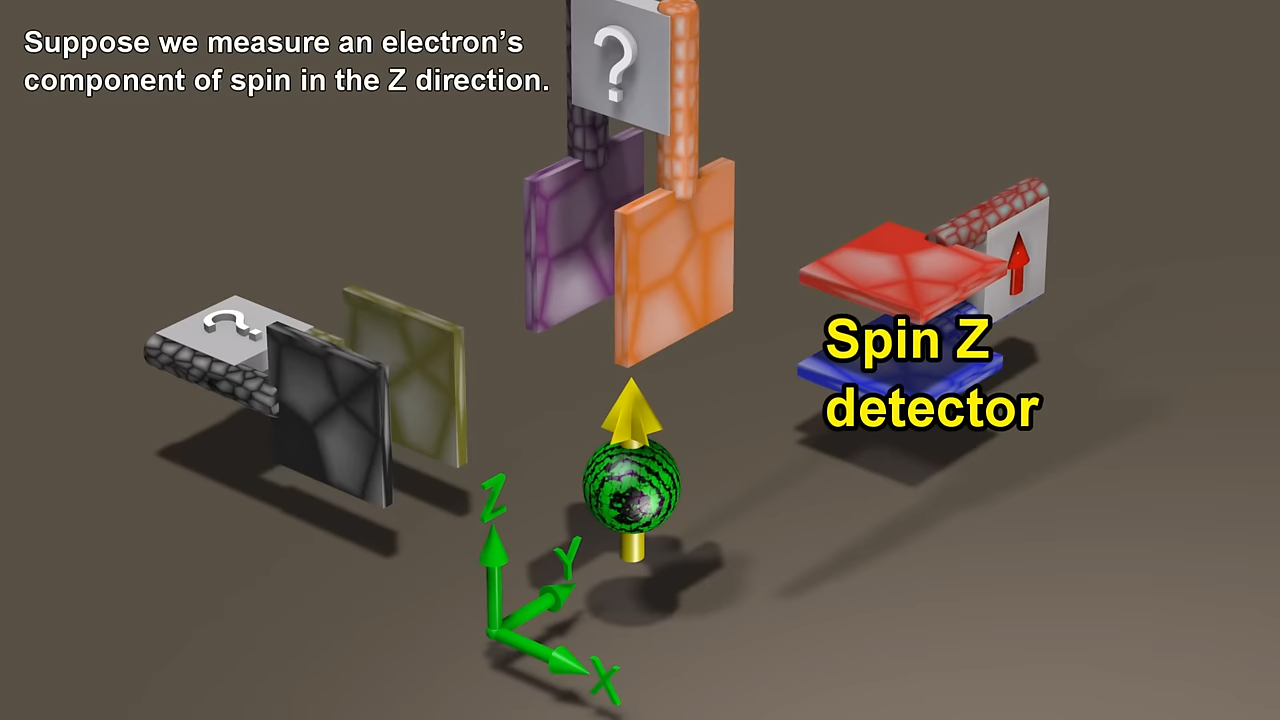 Suppose we measure an electron’s
component of spin in the Z direction.
?
?
Spin Z
detector
Z
Y
X